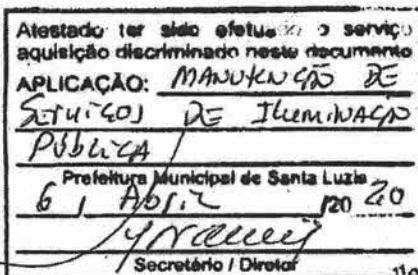 Atestado ter sido efetuado o serviço
aquisição discriminado neste documento
APLICAÇÃO: MANUTENÇÃO DE
SERVIÇOS DE ILUMINAÇÃO
PÚBLICA
Prefeitura Municipal de Santa Luzia
6 / ABRIL /20 20
Secretário / Diretor